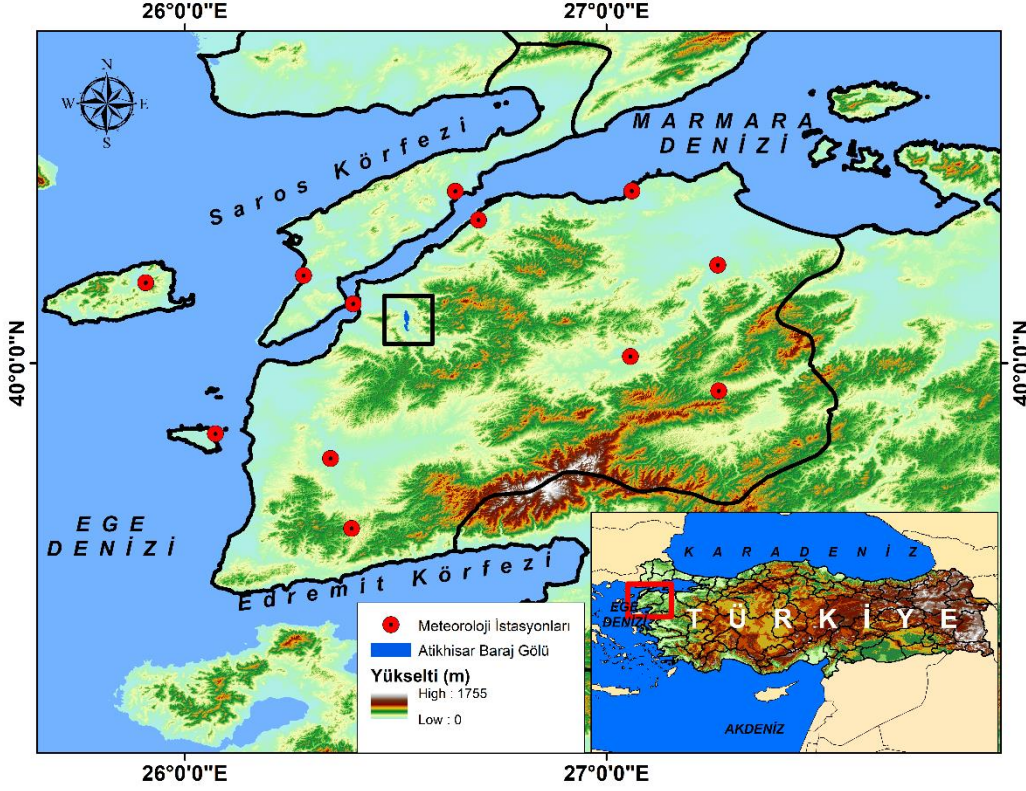 26°0'0"E
27°0'0"E
N
W
E
S
MARMARA
DENİZİ
Saros Körfezi
40°0'0"N
40°0'0"N
EGE
DENİZİ
Edremit Körfezi
Meteoroloji İstasyonları
Atikhisar Baraj Gölü
Yükselti (m)
High : 1755
Low : 0
KARADENİZ
EGE
DENİZİ
TÜRKİYE
AKDENİZ
26°0'0"E
27°0'0"E